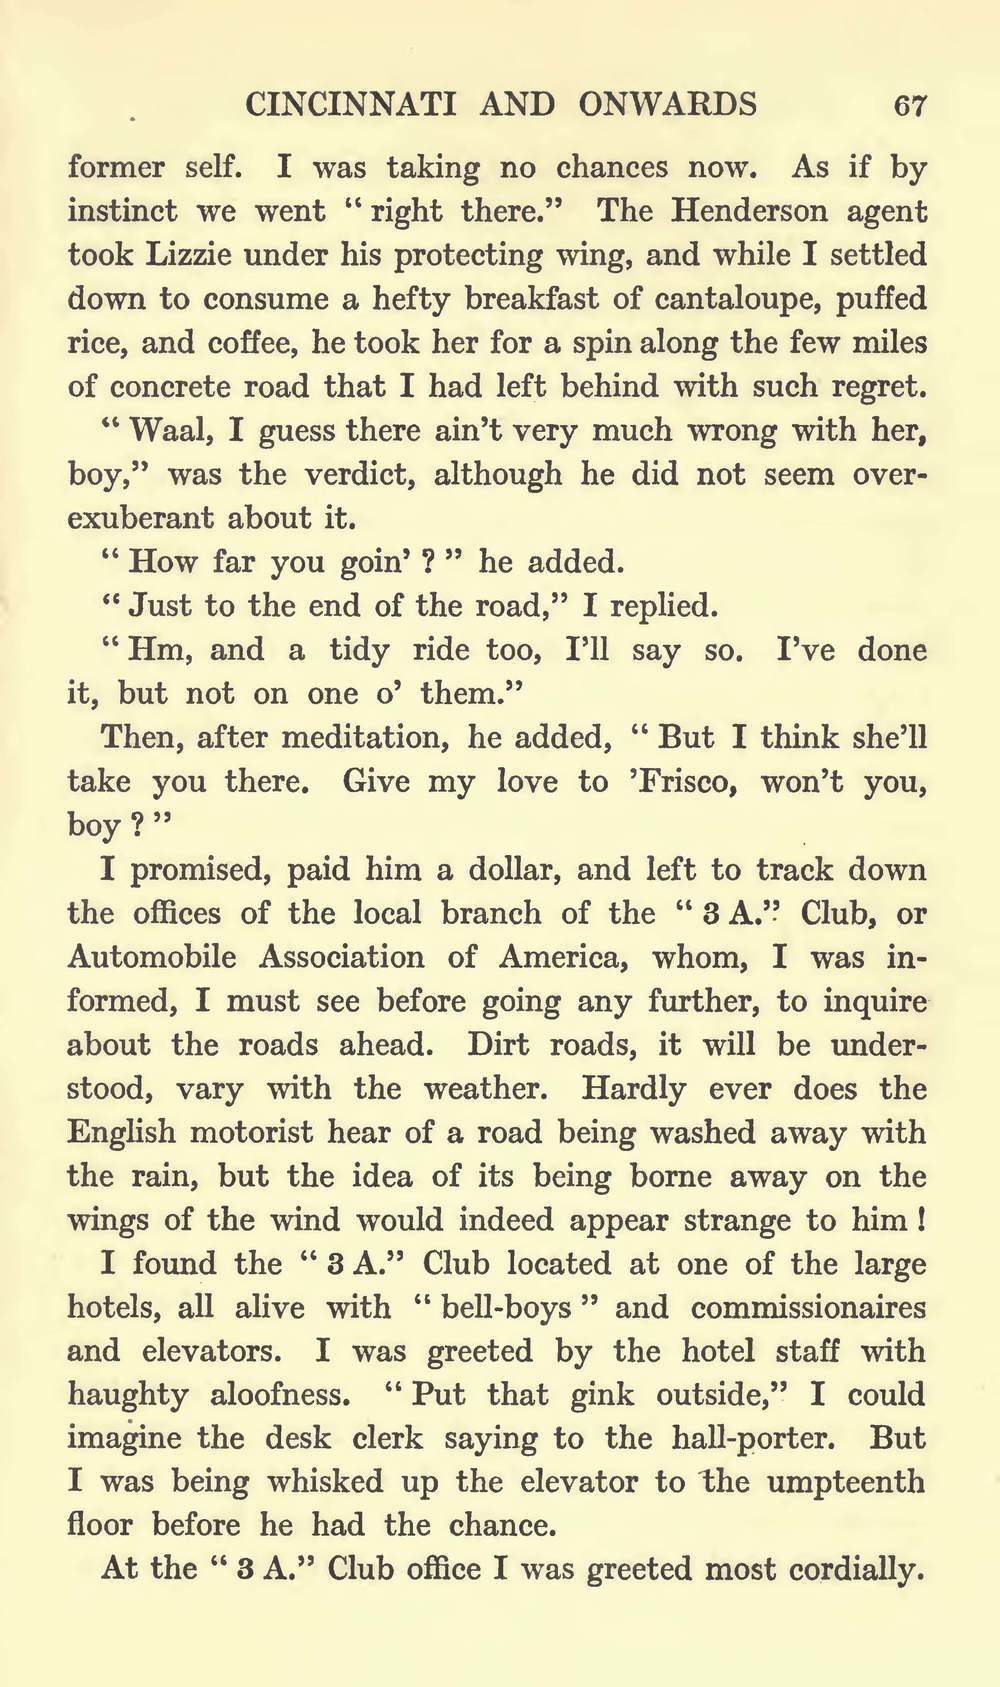 CINCINNATI AND ONWARDS 67
former self. I was taking no chances now. As if by
instinct we went “ right there.” The Henderson agent
took Lizzie under his protecting wing, and while I settled
down to consume a hefty breakfast of cantaloupe, puffed
rice, and coffee, he took her for a spin along the few miles
of concrete road that I had left behind with such regret.
“ Waal, I guess there ain’t very much wrong with her,
boy,” was the verdict, although he did not seem over-
exuberant about it.
“ How far you goin’ ? ” he added.
“ Just to the end of the road,” I replied.
“ Hm, and a tidy ride too, I’ll say so. I’ve done
it, but not on one o’ them.”
Then, after meditation, he added, “ But I think she’ll
take you there. Give my love to ’Frisco, won’t you,
boy ? ”
I promised, paid him a dollar, and left to track down
the offices of the local branch of the “ 3 A.” Club, or
Automobile Association of America, whom, I was in-
formed, I must see before going any further, to inquire
about the roads ahead. Dirt roads, it will be under-
stood, vary with the weather. Hardly ever does the
English motorist hear of a road being washed away with
the rain, but the idea of its being borne away on the
wings of the wind would indeed appear strange to him !
I found the “ 3 A.” Club located at one of the large
hotels, all alive with “ bell-boys ” and commissionaires
and elevators. I was greeted by the hotel staff with
haughty aloofness. “ Put that gink outside,” I could
imagine the desk clerk saying to the hall-porter. But
I was being whisked up the elevator to the umpteenth
floor before he had the chance.
At the “ 3 A.” Club office I was greeted most cordially.